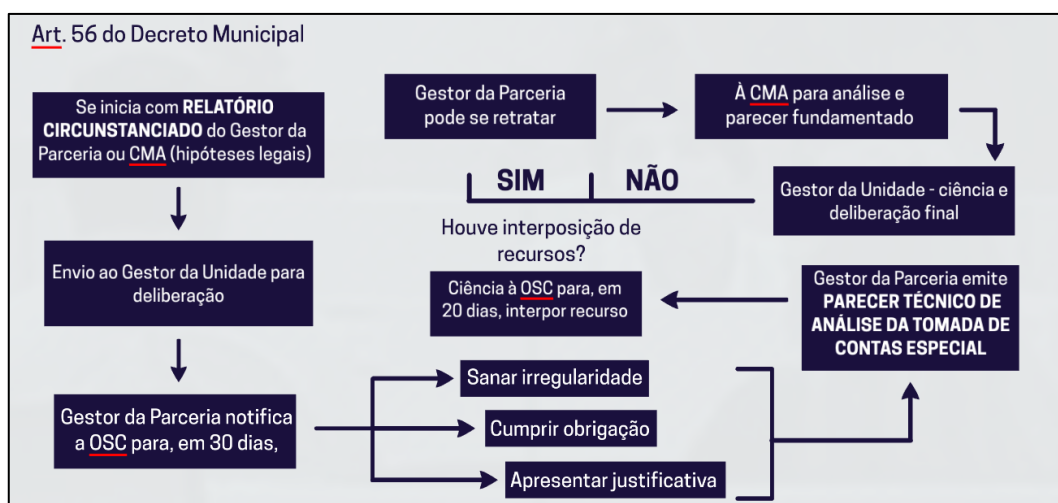 Art. 56 do Decreto Municipal
Se inicia com RELATÓRIO
CIRCUNSTANCIADO do Gestor da
Parceria ou CMA (hipóteses legais)
Envio ao Gestor da Unidade para
deliberação
Gestor da Parceria notifica
a OSC para, em 30 dias,
Sanar irregularidade
Cumprir obrigação
Apresentar justificativa
Gestor da Parceria emite
PARECER TÉCNICO DE
ANÁLISE DA TOMADA DE
CONTAS ESPECIAL
Ciência à OSC para, em
20 dias, interpor recurso
Houve interposição de
recursos?
SIM
NÃO
Gestor da Parceria
pode se retratar
À CMA para análise e
parecer fundamentado
Gestor da Unidade - ciência e
deliberação final